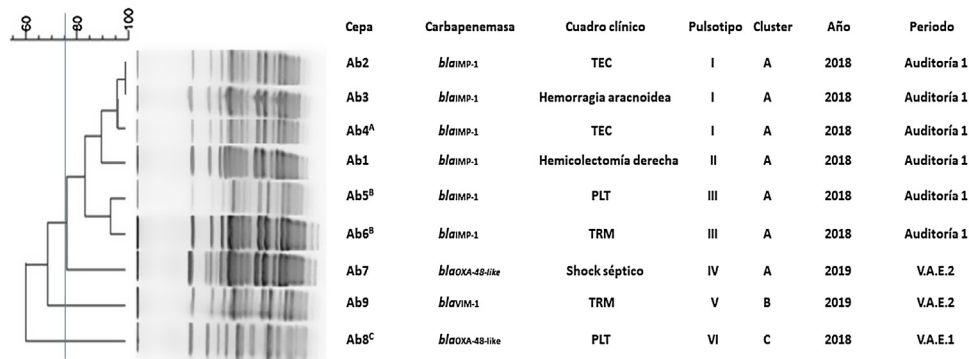 60 80 100
Cepa Carbapenemasa Cuadro clínico Pulsotipo Cluster Año Periodo
Ab2 blaIMP-1 TEC I A 2018 Auditoría 1
Ab3 blaIMP-1 Hemorragia aracnoidea I A 2018 Auditoría 1
Ab4A blaIMP-1 TEC I A 2018 Auditoría 1
Ab1 blaIMP-1 Hemicolectomía derecha II A 2018 Auditoría 1
Ab5B blaIMP-1 PLT III A 2018 Auditoría 1
Ab6B blaIMP-1 TRM III A 2018 Auditoría 1
Ab7 blaOXA-48-like Shock séptico IV A 2019 V.A.E.2
Ab9 blaVIM-1 TRM V B 2019 V.A.E.2
Ab8C blaOXA-48-like PLT VI C 2018 V.A.E.1